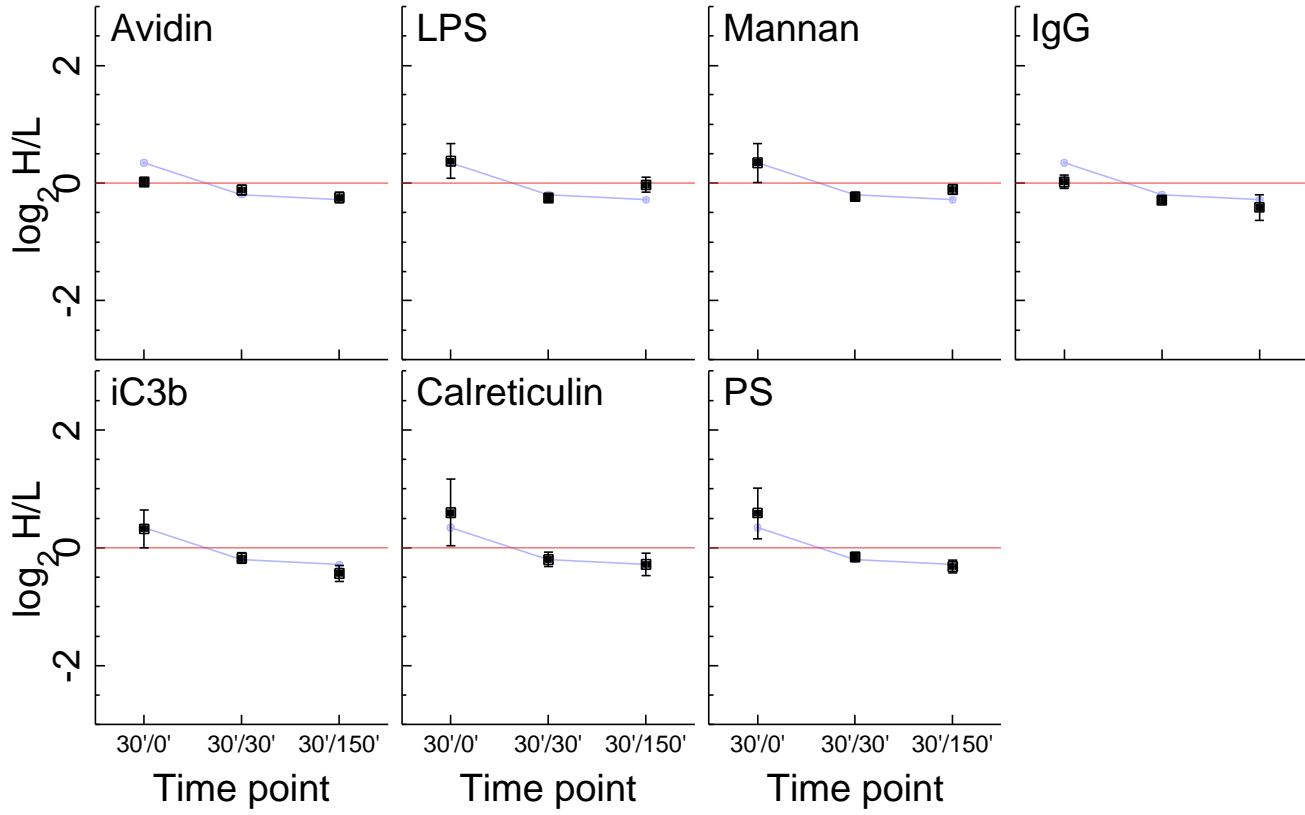 Avidin
LPS
Mannan
IgG
2
0
-2
log2 H/L
iC3b
Calreticulin
PS
2
0
-2
log2 H/L
30'/0' 30'/30' 30'/150'
30'/0' 30'/30' 30'/150'
30'/0' 30'/30' 30'/150'
Time point
Time point
Time point